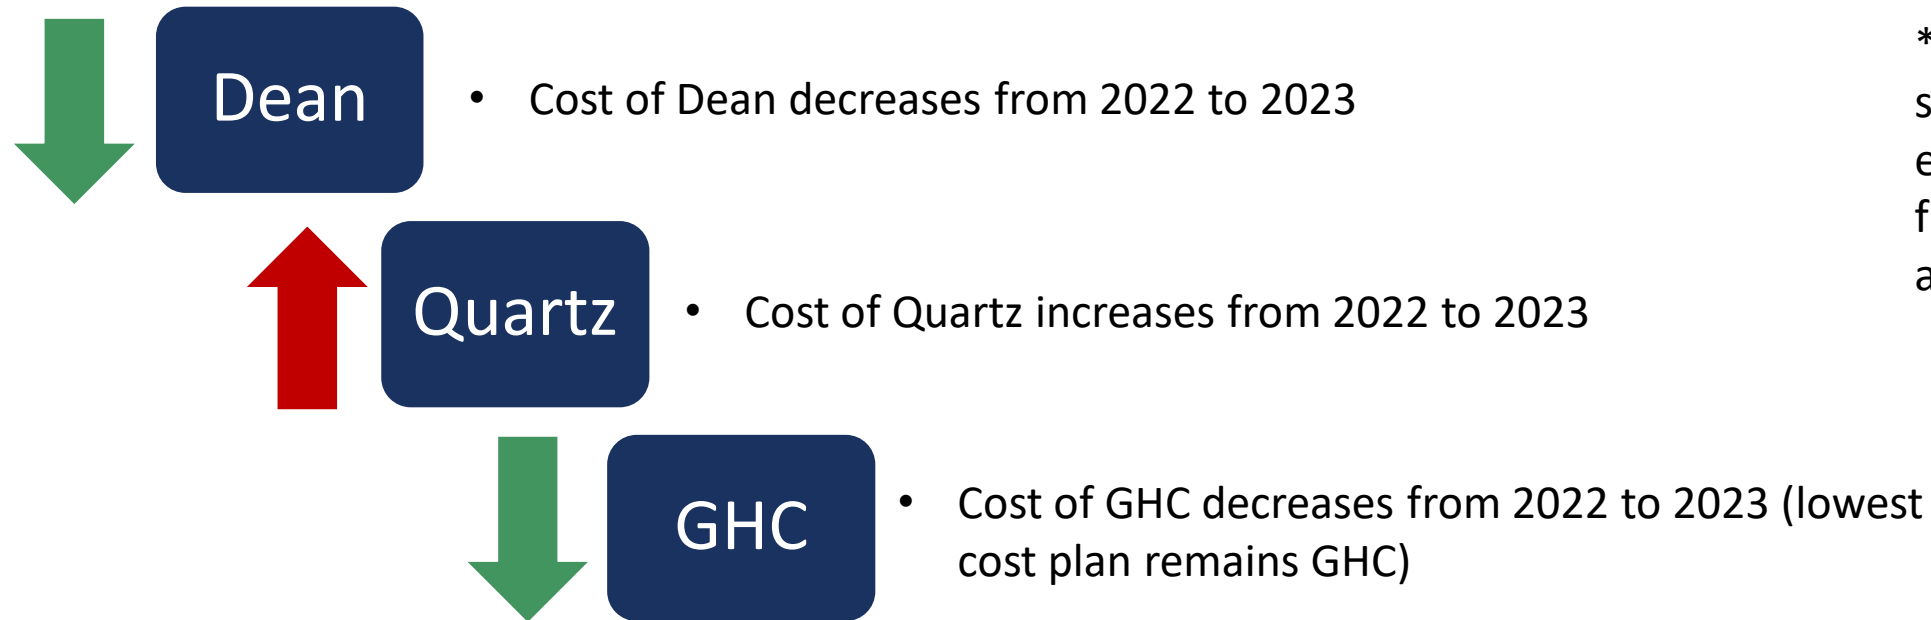 Dean
• Cost of Dean decreases from 2022 to 2023
Quartz
• Cost of Quartz increases from 2022 to 2023
GHC
• Cost of GHC decreases from 2022 to 2023 (lowest
cost plan remains GHC)
*